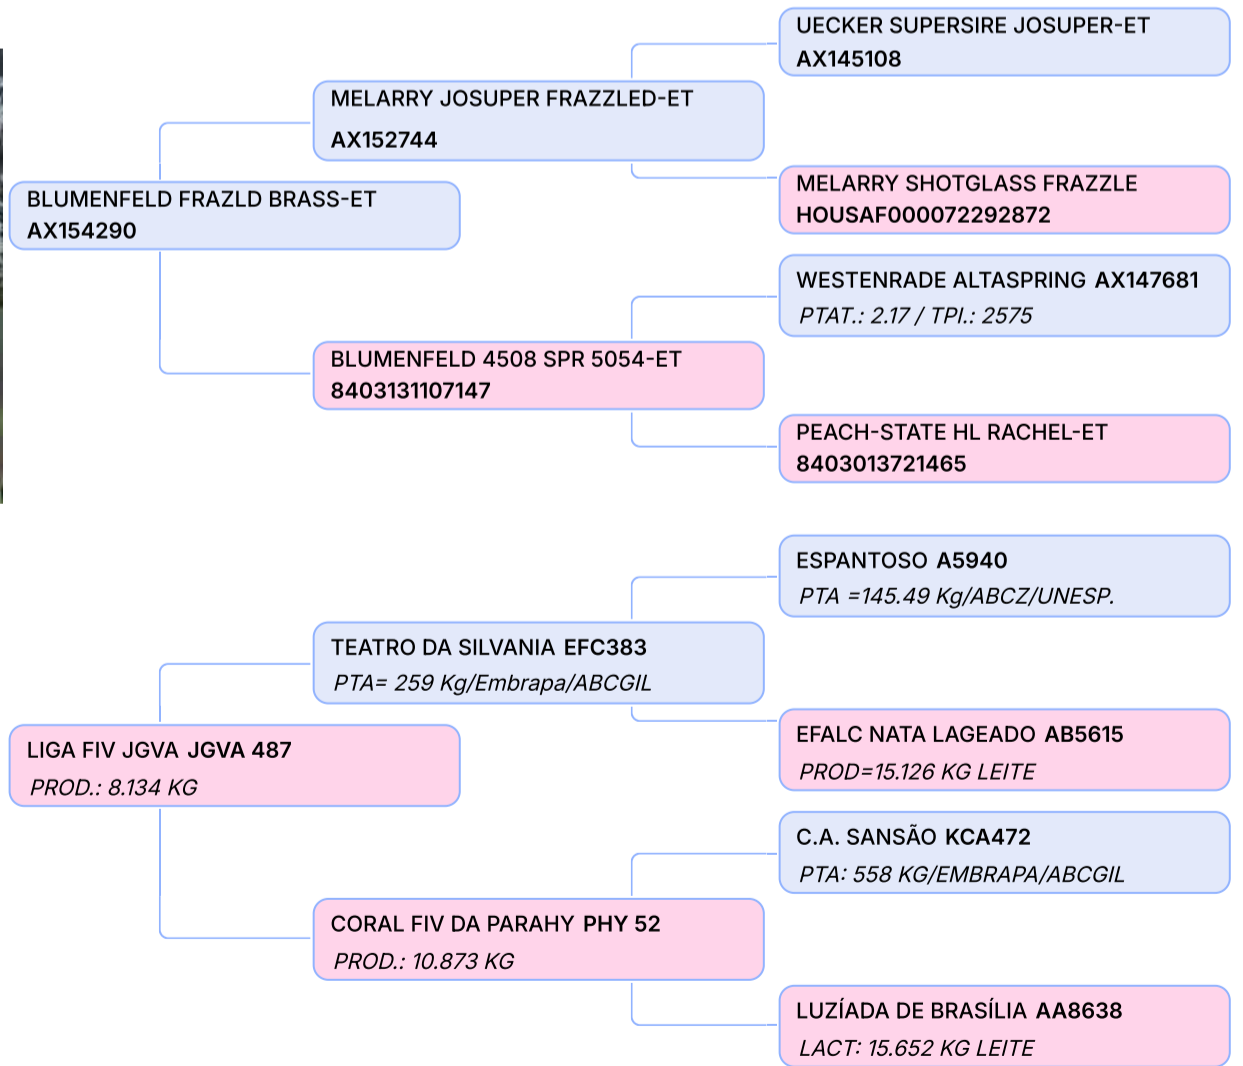 UECKER SUPERSIRE JOSUPER-ET
AX145108
MELARRY JOSUPER FRAZZLED-ET
AX152744
MELARRY SHOTGLASS FRAZZLE
HOUSAF000072292872
BLUMENFELD FRAZLD BRASS-ET
AX154290
WESTENRADE ALTASPRING AX147681
PTAT.: 2.17 / TPI.: 2575
BLUMENFELD 4508 SPR 5054-ET
8403131107147
PEACH-STATE HL RACHEL-ET
8403013721465
ESPANTOSO A5940
PTA =145.49 Kg/ABCZ/UNESP.
TEATRO DA SILVANIA EFC383
PTA= 259 Kg/Embrapa/ABCGIL
EFALC NATA LAGEADO AB5615
PROD=15.126 KG LEITE
LIGA FIV JGVA JGVA 487
PROD.: 8.134 KG
C.A. SANSÃO KCA472
PTA: 558 KG/EMBRAPA/ABCGIL
CORAL FIV DA PARAHY PHY 52
PROD.: 10.873 KG
LUZÍADA DE BRASÍLIA AA8638
LACT: 15.652 KG LEITE